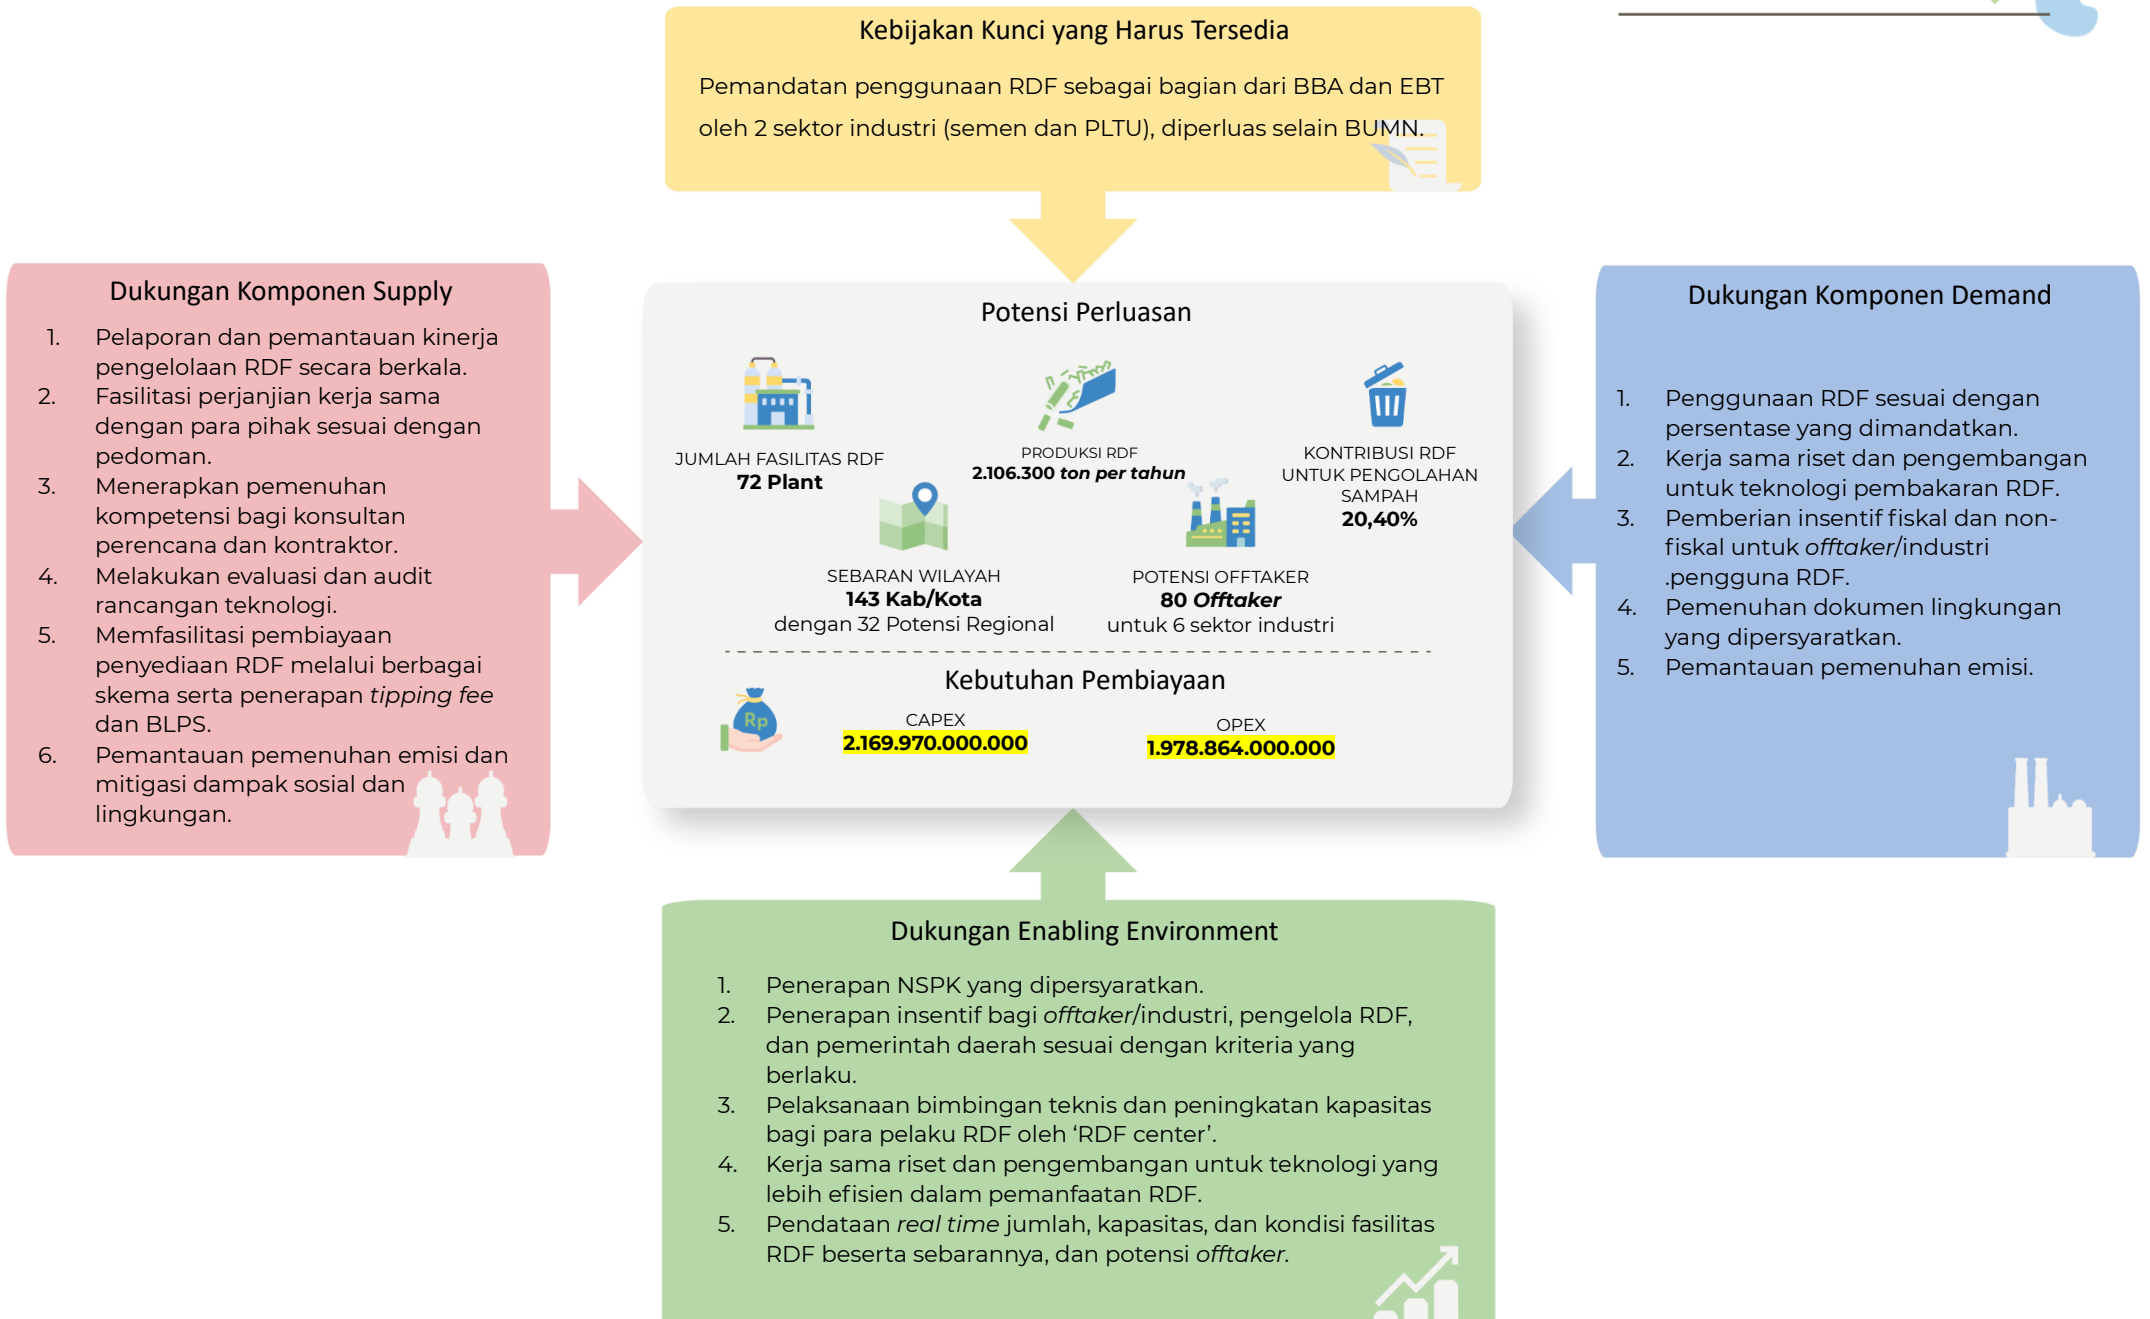 Kebijakan Kunci yang Harus Tersedia
Pemandatan penggunaan RDF sebagai bagian dari BBA dan EBT
oleh 2 sektor industri (semen dan PLTU), diperluas selain BUMN.
Dukungan Komponen Supply
1. Pelaporan dan pemantauan kinerja
pengelolaan RDF secara berkala.
2. Fasilitasi perjanjian kerja sama
dengan para pihak sesuai dengan
pedoman.
3. Menerapkan pemenuhan
kompetensi bagi konsultan
perencana dan kontraktor.
4. Melakukan evaluasi dan audit
rancangan teknologi.
5. Memfasilitasi pembiayaan
penyediaan RDF melalui berbagai
skema serta penerapan tipping fee
dan BLPS.
6. Pemantauan pemenuhan emisi dan
mitigasi dampak sosial dan
lingkungan.
Potensi Perluasan
JUMLAH FASILITAS RDF
72 Plant
PRODUKSI RDF
2.106.300 ton per tahun
KONTRIBUSI RDF
UNTUK PENGOLAHAN
SAMPAH
20,40%
SEBARAN WILAYAH
143 Kab/Kota
dengan 32 Potensi Regional
POTENSI OFFTAKER
80 Offtaker
untuk 6 sektor industri
Kebutuhan Pembiayaan
Rp
CAPEX
2.169.970.000.000
OPEX
1.978.864.000.000
Dukungan Komponen Demand
1. Penggunaan RDF sesuai dengan
persentase yang dimandatkan.
2. Kerja sama riset dan pengembangan
untuk teknologi pembakaran RDF.
3. Pemberian insentif fiskal dan non-
fiskal untuk offtaker/industri
.pengguna RDF.
4. Pemenuhan dokumen lingkungan
yang dipersyaratkan.
5. Pemantauan pemenuhan emisi.
Dukungan Enabling Environment
1. Penerapan NSPK yang dipersyaratkan.
2. Penerapan insentif bagi offtaker/industri, pengelola RDF,
dan pemerintah daerah sesuai dengan kriteria yang
berlaku.
3. Pelaksanaan bimbingan teknis dan peningkatan kapasitas
bagi para pelaku RDF oleh ‘RDF center’.
4. Kerja sama riset dan pengembangan untuk teknologi yang
lebih efisien dalam pemanfaatan RDF.
5. Pendataan real time jumlah, kapasitas, dan kondisi fasilitas
RDF beserta sebarannya, dan potensi offtaker.